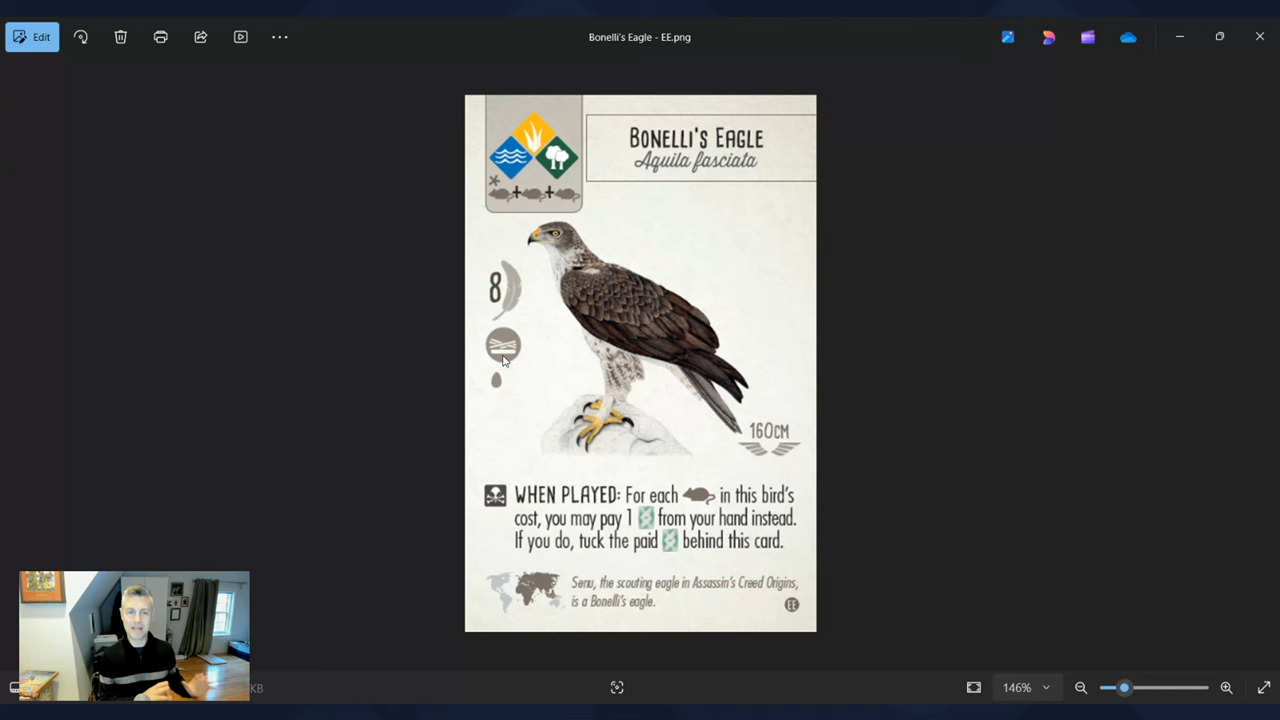 Edit
Bonelli's Eagle - EE.png
BONELLI'S EAGLE
Aquila fasciata
* + +
8
160CM
WHEN PLAYED: For each in this bird's
cost, you may pay 1 from your hand instead.
If you do, tuck the paid behind this card.
Senu, the scouting eagle in Assassin's Creed Origins,
is a Bonelli's eagle.
EE
KB
146%